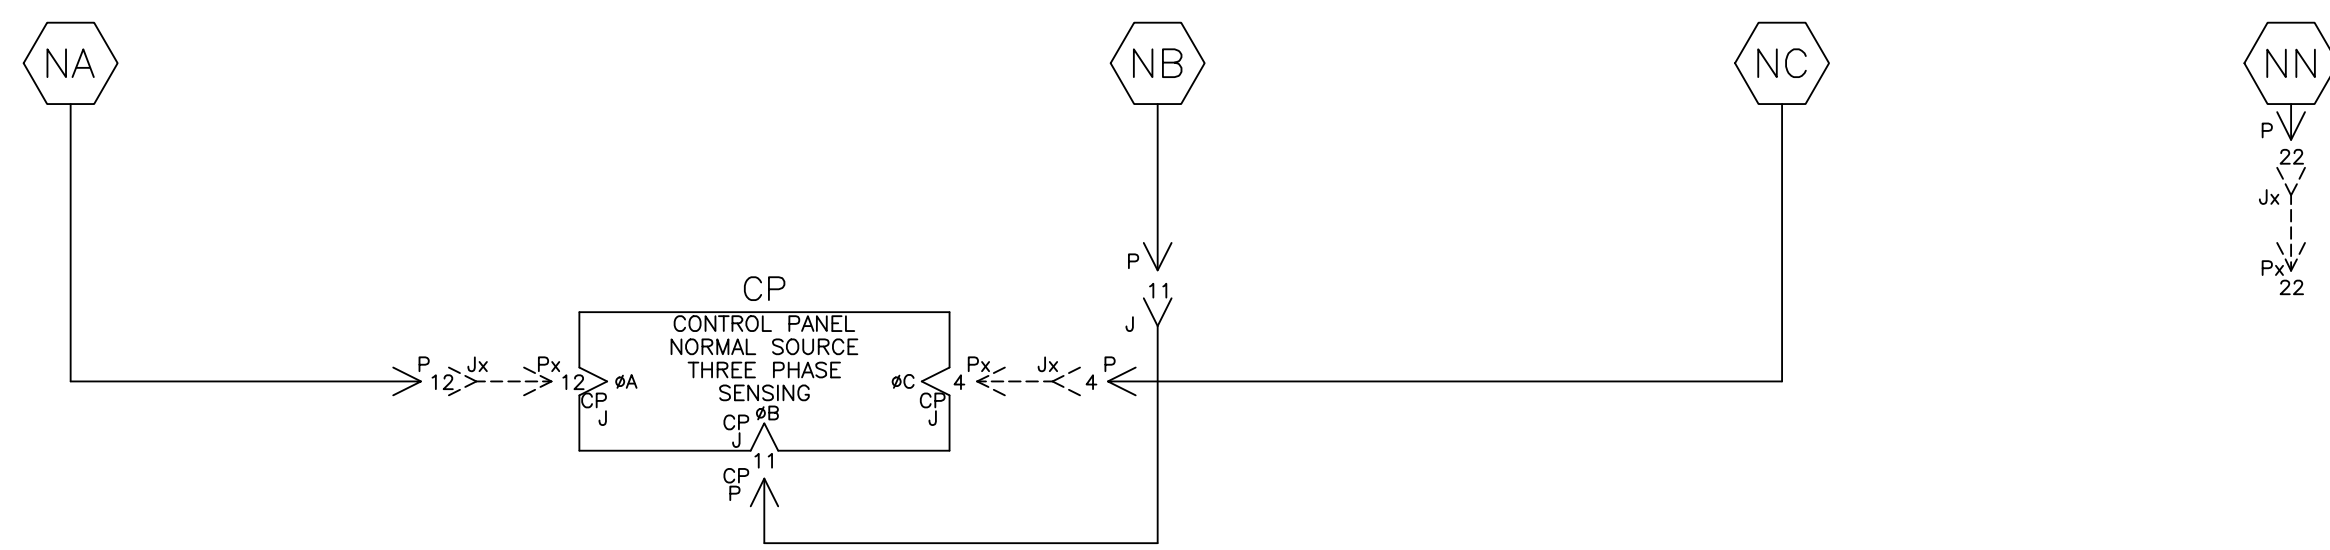 NA
NB
NC
NN
P
22
Jx
Px
22
P
11
J
CP
CONTROL PANEL
NORMAL SOURCE
THREE PHASE
SENSING
P
12
Jx
Px
12
øA
CP
J
øC
4
Px
Jx
4
P
CP
J
øB
CP
J
11
CP
P